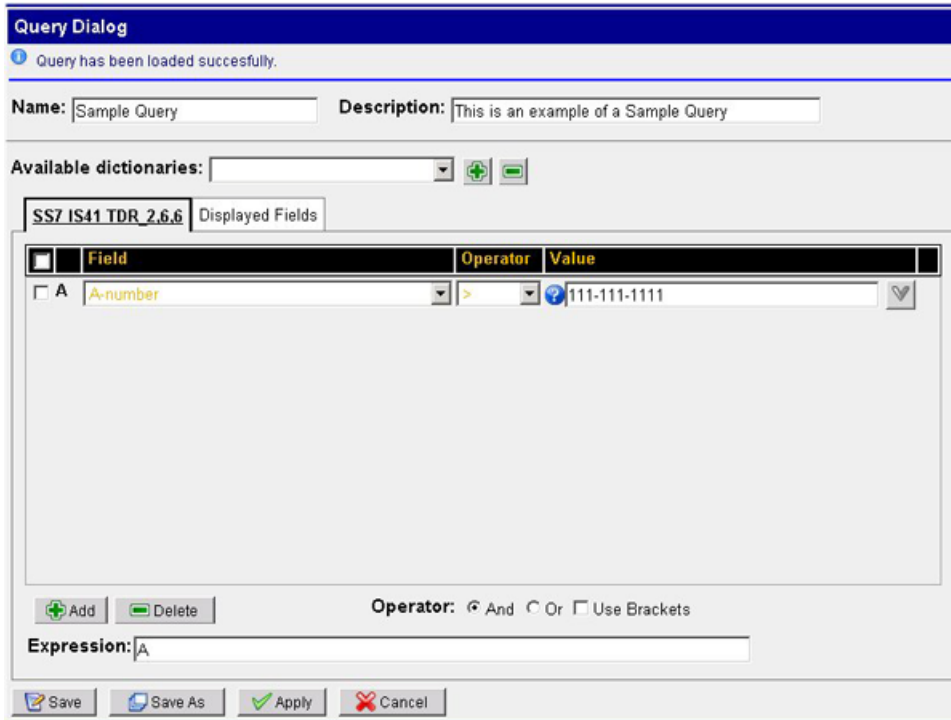 Query Dialog
Query has been loaded succesfully.
Name: Sample Query Description: This is an example of a Sample Query
Available dictionaries:
SS7 IS41 TDR_2,6,6 Displayed Fields
Field Operator Value
A A-number > 111-111-1111
Add Delete Operator: And Or Use Brackets
Expression: A
Save Save As Apply Cancel